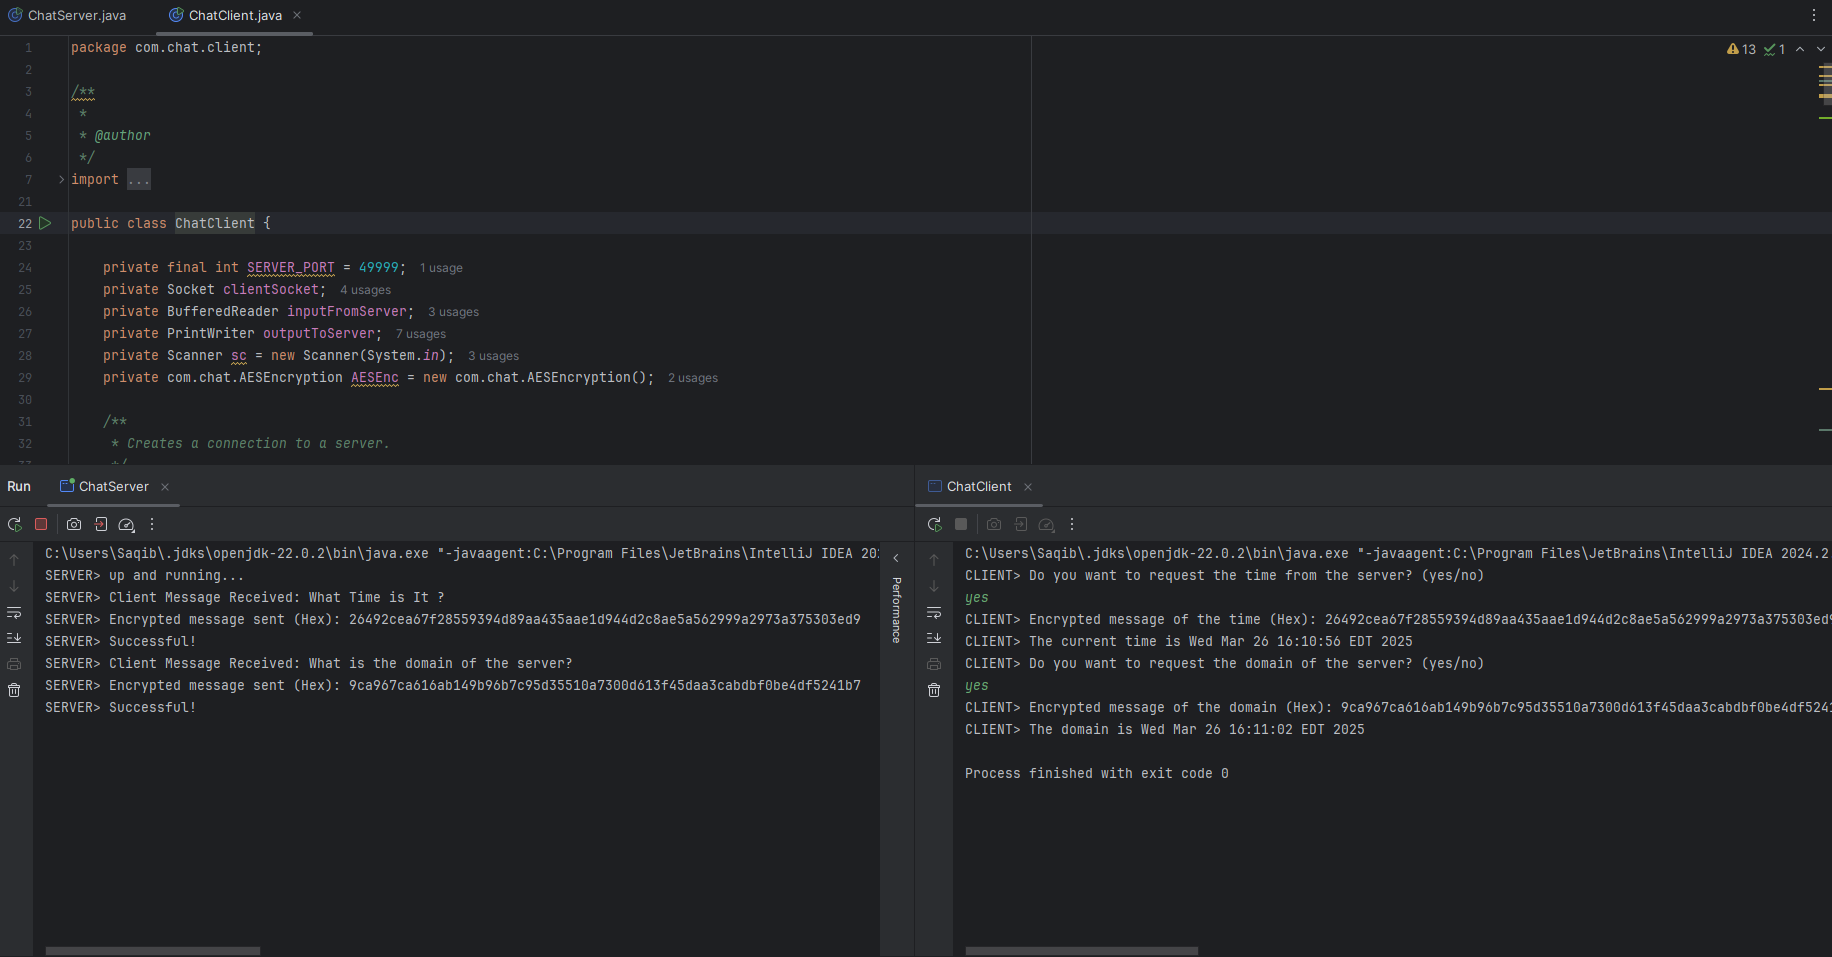 ChatServer.java
ChatClient.java
13
1
1 package com.chat.client;
2
3 /**
4 *
5 * @author
6 */
7 import ...
21
22 public class ChatClient {
23
24 private final int SERVER_PORT = 49999; 1 usage
25 private Socket clientSocket; 4 usages
26 private BufferedReader inputFromServer; 3 usages
27 private PrintWriter outputToServer; 7 usages
28 private Scanner sc = new Scanner(System.in); 3 usages
29 private com.chat.AESEncryption AESEnc = new com.chat.AESEncryption(); 2 usages
30
31 /**
32 * Creates a connection to a server.
33 */
Run
ChatServer
C:\Users\Saqib\.jdks\openjdk-22.0.2\bin\java.exe "-javaagent:C:\Program Files\JetBrains\IntelliJ IDEA 202
SERVER> up and running...
SERVER> Client Message Received: What Time is It ?
SERVER> Encrypted message sent (Hex): 26492cea67f28559394d89aa435aae1d944d2c8ae5a562999a2973a375303ed9
SERVER> Successful!
SERVER> Client Message Received: What is the domain of the server?
SERVER> Encrypted message sent (Hex): 9ca967ca616ab149b96b7c95d35510a7300d613f45daa3cabdbf0be4df5241b7
SERVER> Successful!
Performance
ChatClient
C:\Users\Saqib\.jdks\openjdk-22.0.2\bin\java.exe "-javaagent:C:\Program Files\JetBrains\IntelliJ IDEA 2024.2
CLIENT> Do you want to request the time from the server? (yes/no)
yes
CLIENT> Encrypted message of the time (Hex): 26492cea67f28559394d89aa435aae1d944d2c8ae5a562999a2973a375303ed9
CLIENT> The current time is Wed Mar 26 16:10:56 EDT 2025
CLIENT> Do you want to request the domain of the server? (yes/no)
yes
CLIENT> Encrypted message of the domain (Hex): 9ca967ca616ab149b96b7c95d35510a7300d613f45daa3cabdbf0be4df5241
CLIENT> The domain is Wed Mar 26 16:11:02 EDT 2025
Process finished with exit code 0